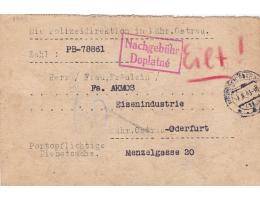 Die Polizeidirektion in Mähr.Ostrau.
Zahl: PB-78861
Nachgebühr
Doplatné
Eilt!
Herrn/Frau,Fräulein/
Fa. AKMOS
Eisenindustrie
Mähr.Ostrau-Oderfurt
Portopflichtige
Dienstsache.
Menzelgasse 20